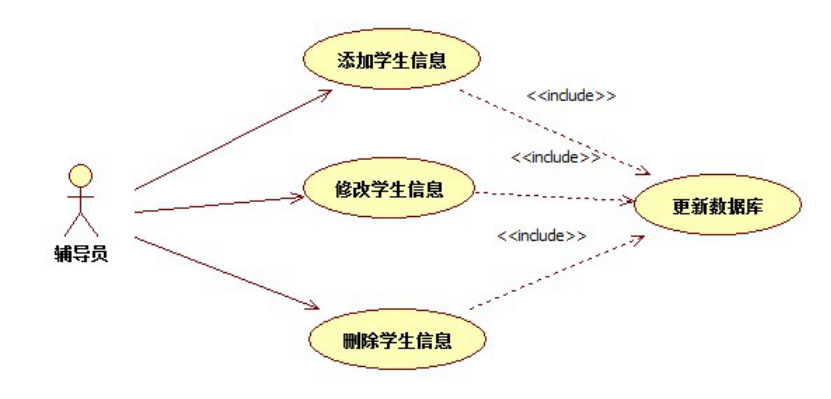 添加学生信息
<<include>>
<<include>>
修改学生信息
更新数据库
<<include>>
辅导员
删除学生信息